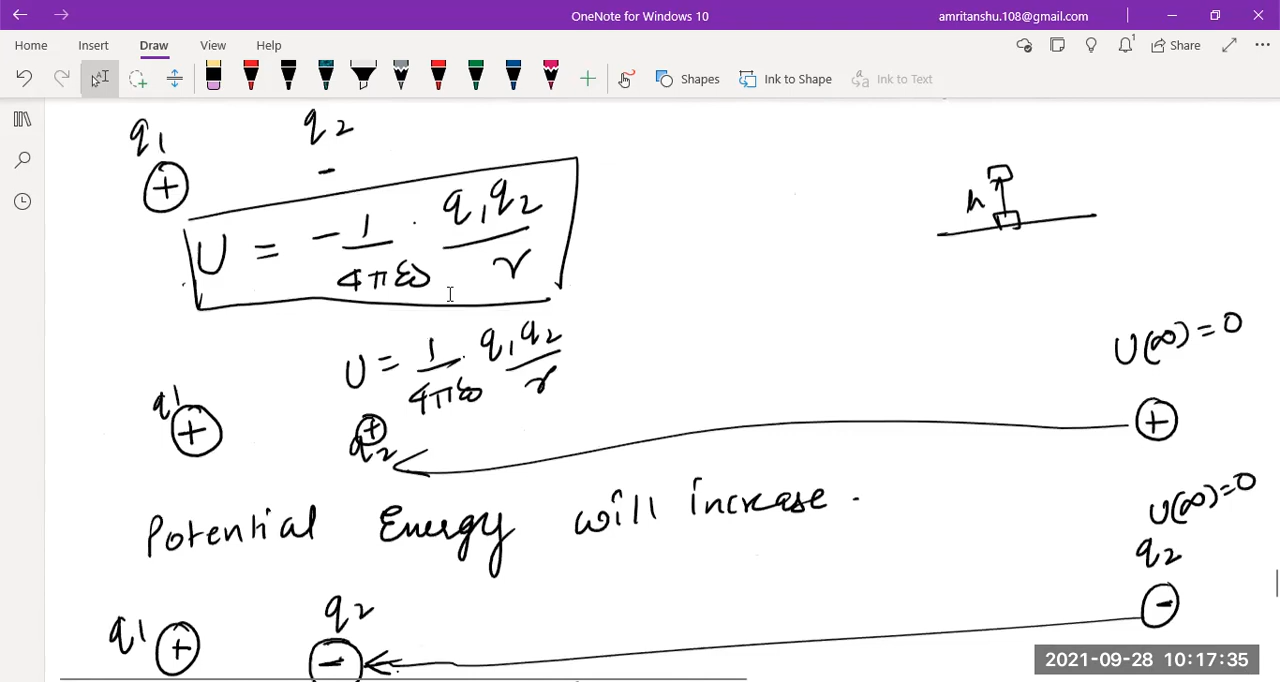 OneNote for Windows 10
amritanshu.108@gmail.com
Home Insert Draw View Help
Share
Shapes
Ink to Shape
Ink to Text
q1 q2
+ -
U = - 1/4πε0 · q1q2/r
h
U = 1/4πε0 · q1q2/r
U(∞) = 0
q1
+ + +
q2
Potential Energy will increase.
U(∞) = 0
q2
q2
-
q1 + -
2021-09-28 10:17:35